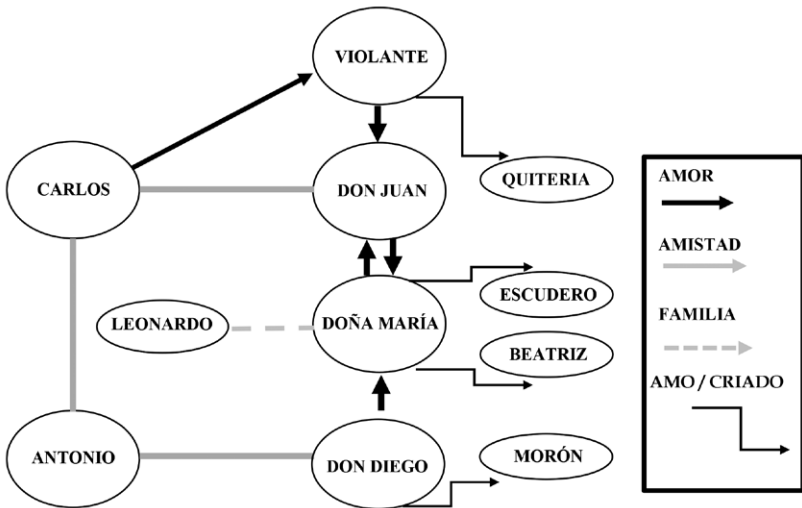 VIOLANTE
CARLOS
DON JUAN
QUITERIA
LEONARDO
DOÑA MARÍA
ESCUDERO
BEATRIZ
ANTONIO
DON DIEGO
MORÓN
AMOR
AMISTAD
FAMILIA
AMO / CRIADO